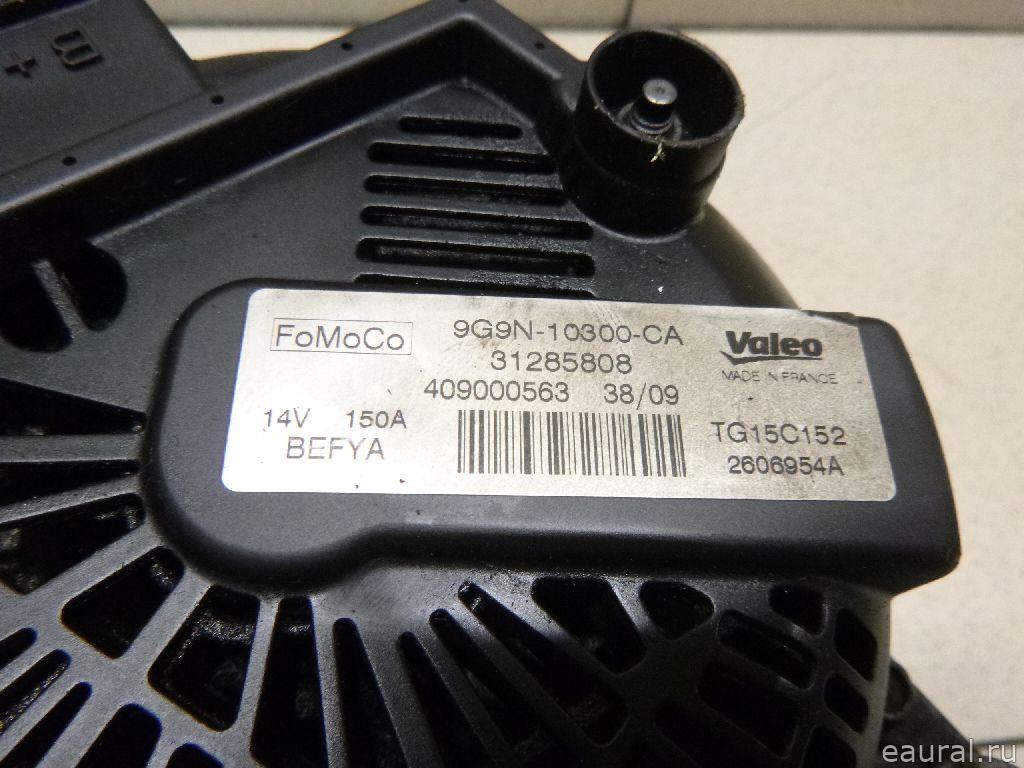 B+
FoMoCo 9G9N-10300-CA Valeo
31285808 MADE IN FRANCE
409000563 38/09
14V 150A TG15C152
BEFYA 2606954A
eaural.ru